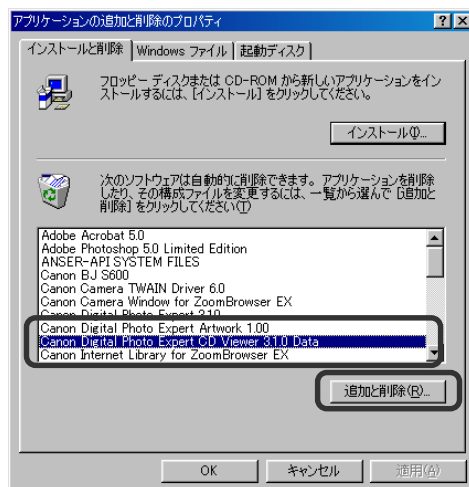 アプリケーションの追加と削除のプロパティ
インストールと削除 Windows ファイル 起動ディスク
フロッピー ディスクまたは CD-ROM から新しいアプリケーションをイン
ストールするには、[インストール] をクリックしてください。
インストール(I)...
次のソフトウェアは自動的に削除できます。アプリケーションを削除
したり、その構成ファイルを変更するには、一覧から選んで [追加と
削除] をクリックしてください(T)
Adobe Acrobat 5.0
Adobe Photoshop 5.0 Limited Edition
ANSER-API SYSTEM FILES
Canon BJ S600
Canon Camera TWAIN Driver 6.0
Canon Camera Window for ZoomBrowser EX
Canon Digital Photo Expert 3.1.0
Canon Digital Photo Expert Artwork 1.00
Canon Digital Photo Expert CD Viewer 3.1.0 Data
Canon Internet Library for ZoomBrowser EX
追加と削除(R)...
OK キャンセル 適用(A)